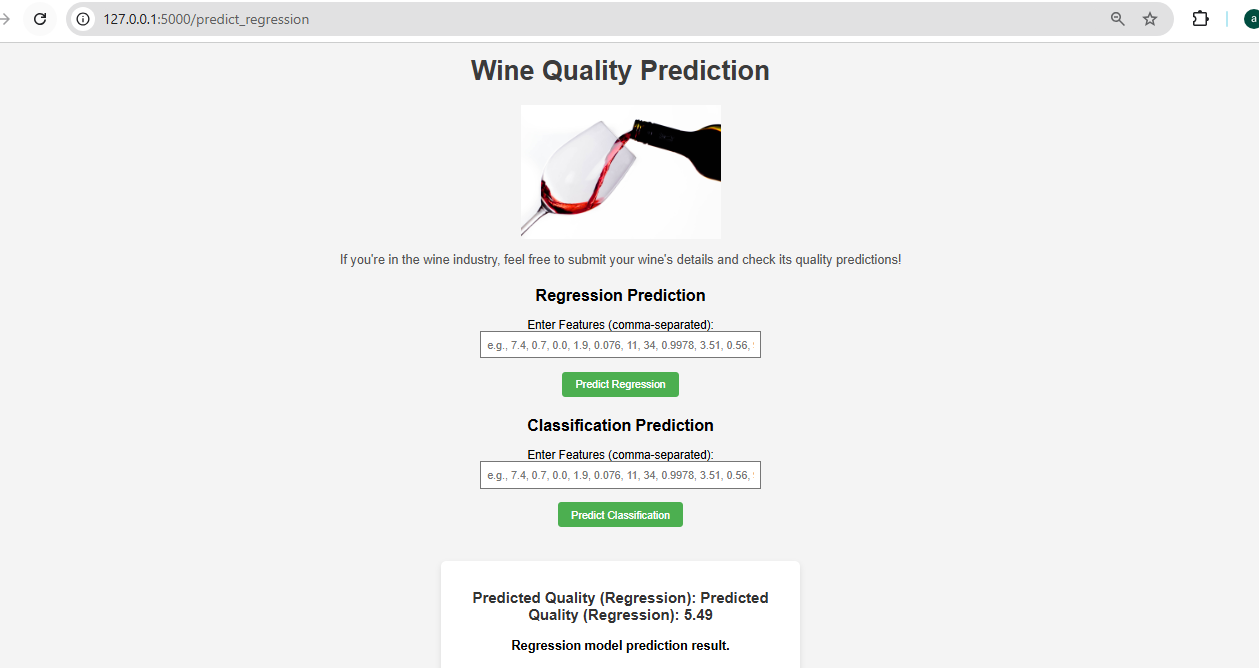 127.0.0.1:5000/predict_regression
a
Wine Quality Prediction
If you're in the wine industry, feel free to submit your wine's details and check its quality predictions!
Regression Prediction
Enter Features (comma-separated):
e.g., 7.4, 0.7, 0.0, 1.9, 0.076, 11, 34, 0.9978, 3.51, 0.56,
Predict Regression
Classification Prediction
Enter Features (comma-separated):
e.g., 7.4, 0.7, 0.0, 1.9, 0.076, 11, 34, 0.9978, 3.51, 0.56,
Predict Classification
Predicted Quality (Regression): Predicted
Quality (Regression): 5.49
Regression model prediction result.